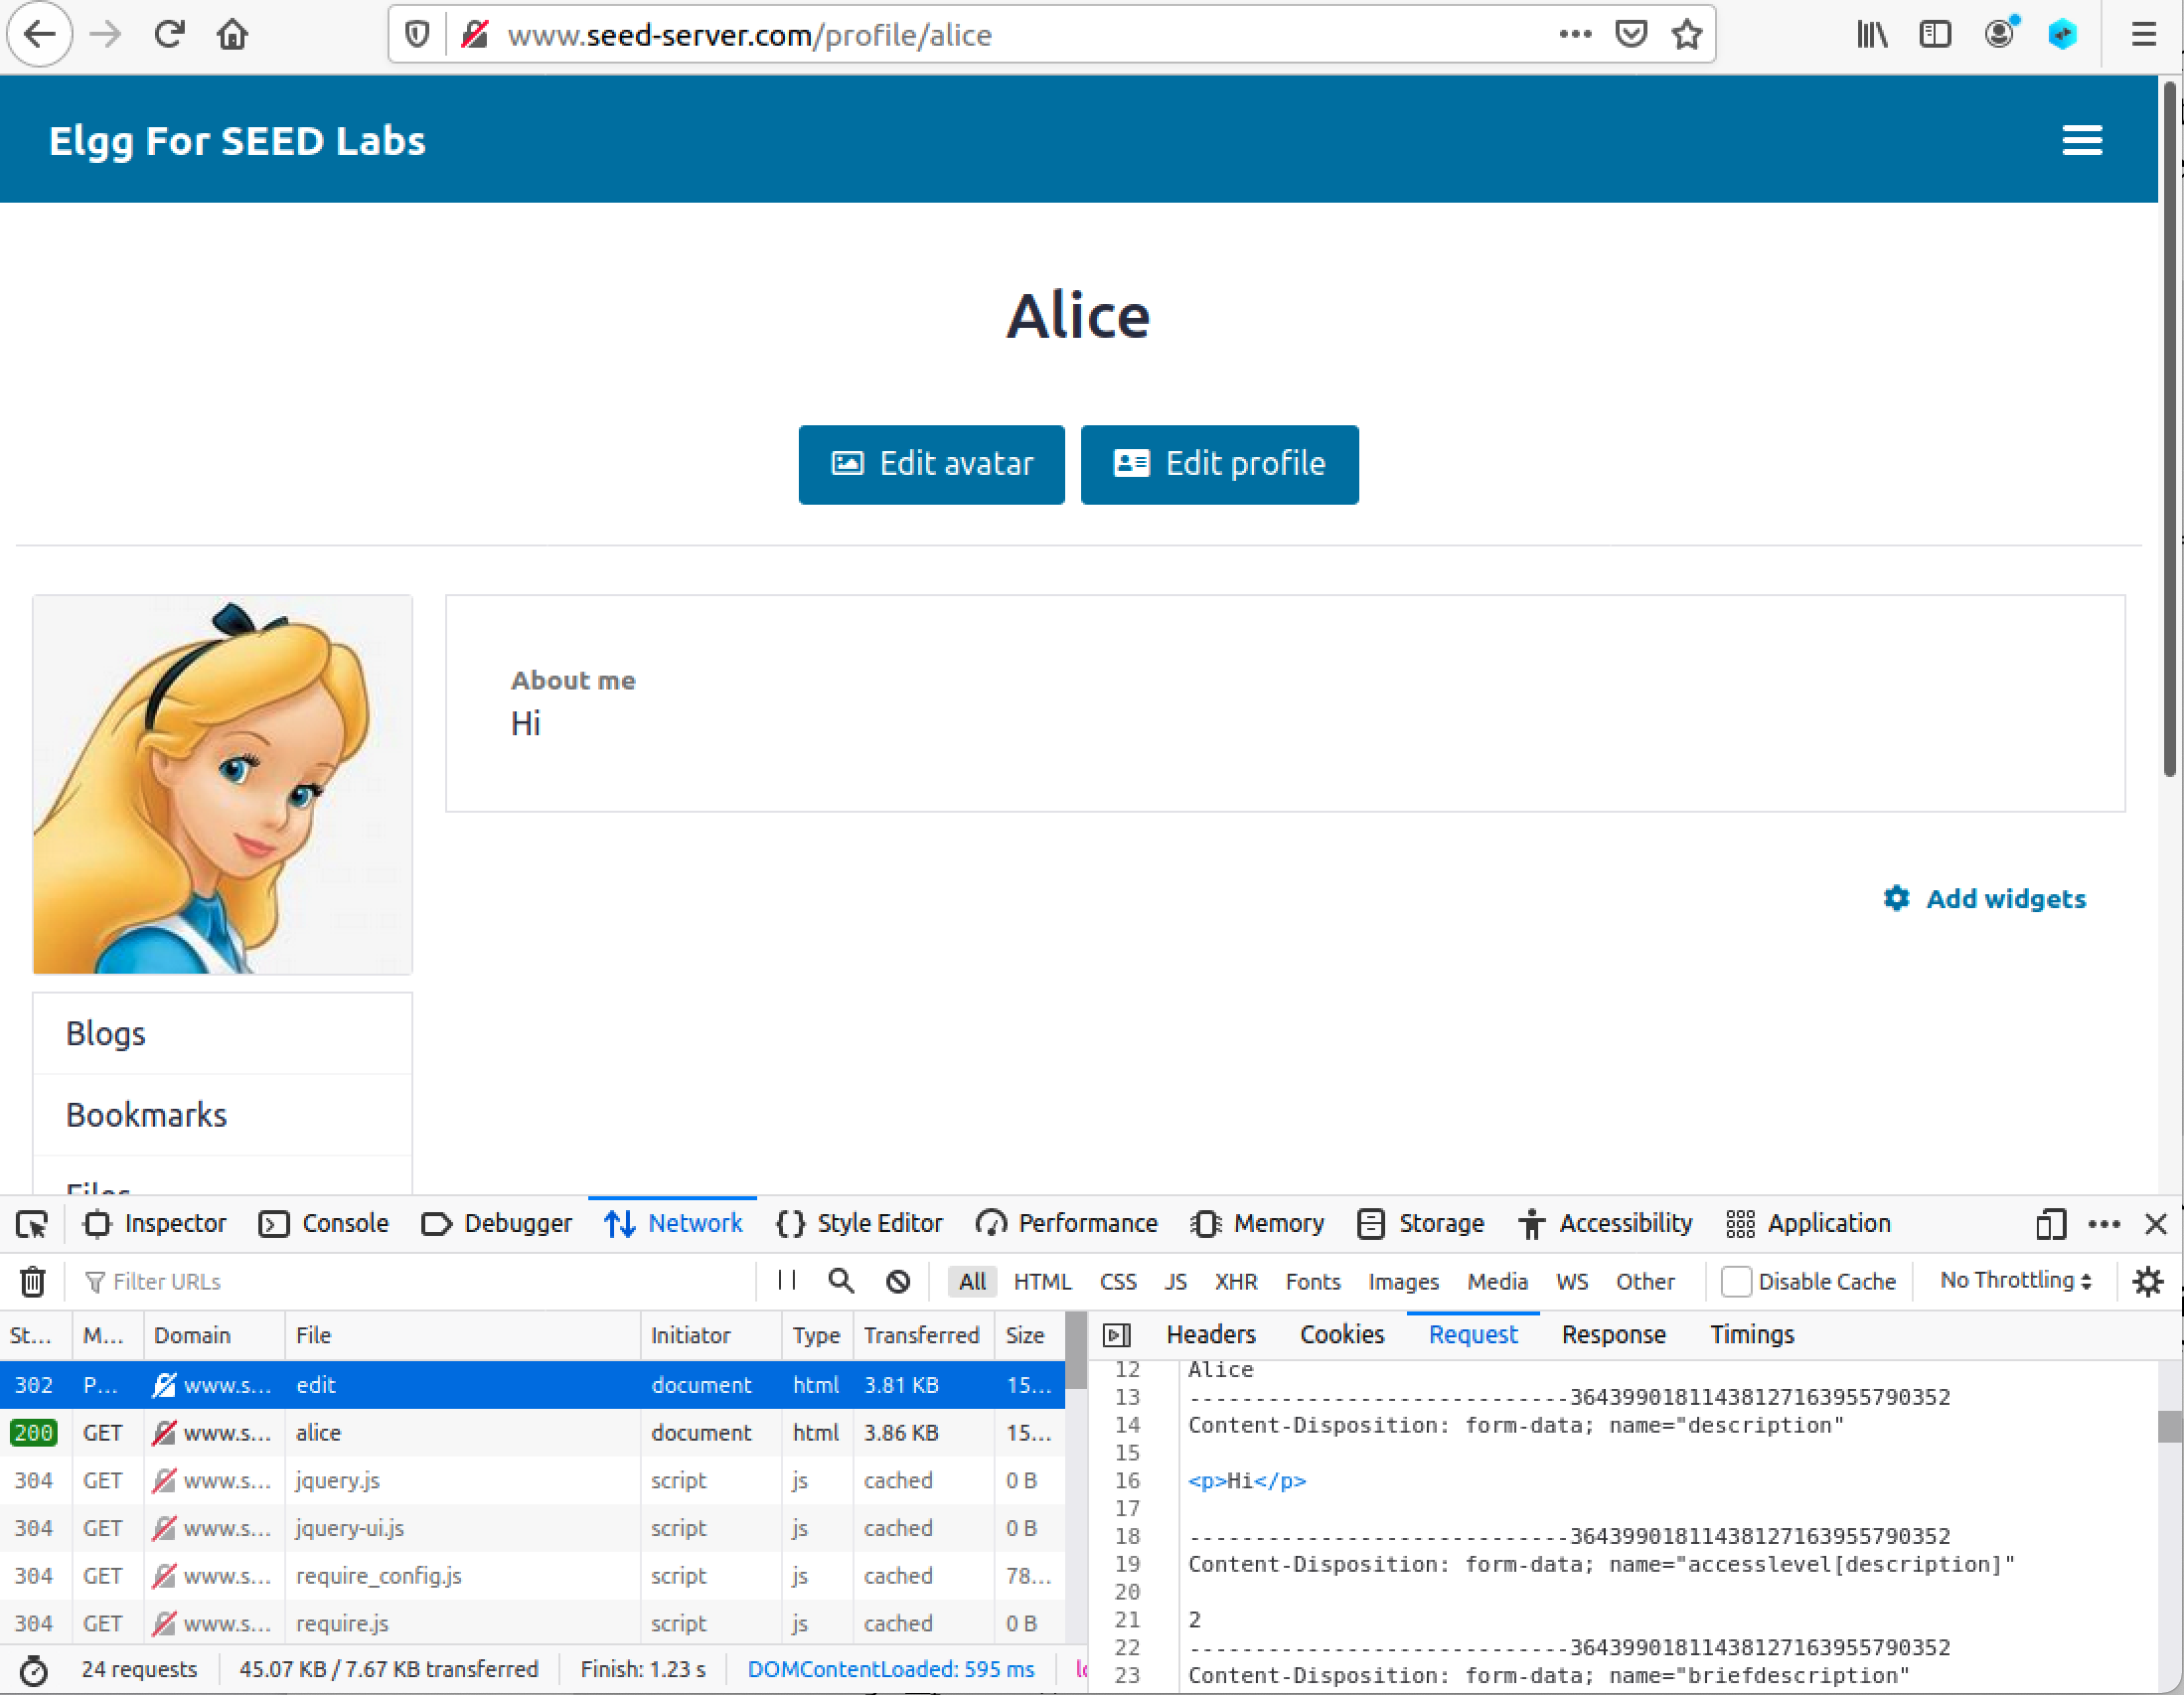 www.seed-server.com/profile/alice
Elgg For SEED Labs
Alice
Edit avatar
Edit profile
About me
Hi
Add widgets
Blogs
Bookmarks
Files
Inspector Console Debugger Network Style Editor Performance Memory Storage Accessibility Application
Filter URLs
All HTML CSS JS XHR Fonts Images Media WS Other Disable Cache No Throttling
St... M... Domain File Initiator Type Transferred Size
302 P... www.s... edit document html 3.81 KB 15...
200 GET www.s... alice document html 3.86 KB 15...
304 GET www.s... jquery.js script js cached 0 B
304 GET www.s... jquery-ui.js script js cached 0 B
304 GET www.s... require_config.js script js cached 78...
304 GET www.s... require.js script js cached 0 B
24 requests 45.07 KB / 7.67 KB transferred Finish: 1.23 s DOMContentLoaded: 595 ms
Headers Cookies Request Response Timings
12 Alice
13 -----------------------------364399018114381271639557​90352
14 Content-Disposition: form-data; name="description"
15
16 <p>Hi</p>
17
18 -----------------------------36439901811438127163955790352
19 Content-Disposition: form-data; name="accesslevel[description]"
20
21 2
22 -----------------------------36439901811438127163955790352
23 Content-Disposition: form-data; name="briefdescription"